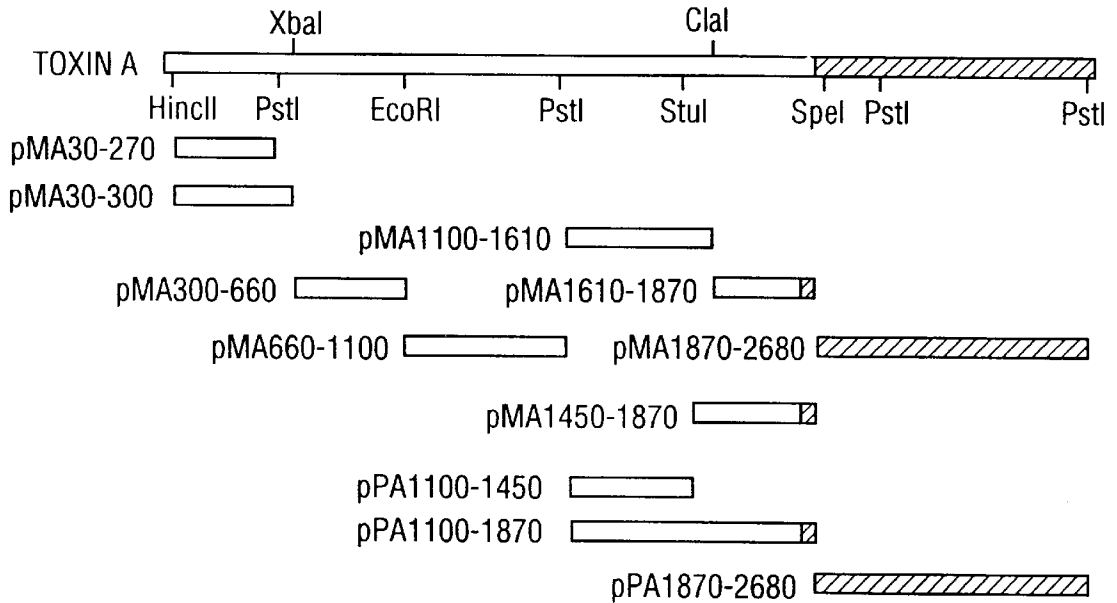 XbaI ClaI
TOXIN A
HincII PstI EcoRI PstI StuI SpeI PstI PstI
pMA30-270
pMA30-300
pMA1100-1610
pMA300-660 pMA1610-1870
pMA660-1100 pMA1870-2680
pMA1450-1870
pPA1100-1450
pPA1100-1870
pPA1870-2680